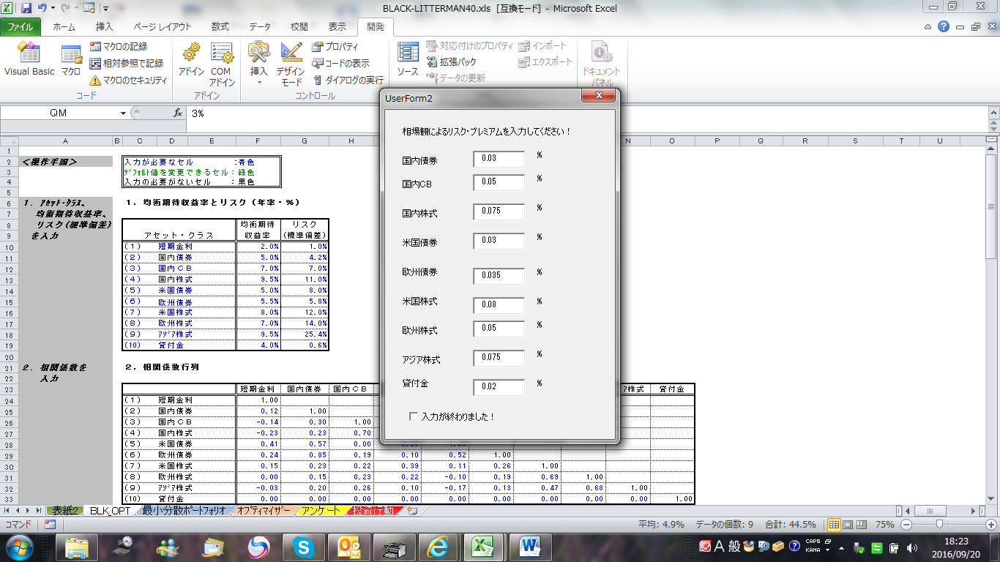 BLACK-LITTERMAN40.xls [互換モード] - Microsoft Excel
ファイル ホーム 挿入 ページ レイアウト 数式 データ 校閲 表示 開発
Visual Basic マクロ マクロの記録 相対参照で記録 マクロのセキュリティ
コード
アドイン COM アドイン
アドイン
挿入 デザイン モード プロパティ コードの表示 ダイアログの実行
コントロール
ソース 対応付けのプロパティ 拡張パック データの更新 インポート エクスポート
ドキュメント パネル
QM fx 3%
A B C D E F G H N O P Q R S T U
1
2 <操作手順> 入力が必要なセル :青色
3 デフォルト値を変更できるセル:緑色
4 入力の必要がないセル :黒色
5
6 1. アセット・クラス、 1.均衡期待収益率とリスク(年率・%)
7 均衡期待収益率、
8 リスク(標準偏差) 均衡期待 リスク
9 を入力 アセット・クラス 収益率 (標準偏差)
10 (1) 短期金利 2.0% 1.0%
11 (2) 国内債券 5.0% 4.2%
12 (3) 国内CB 7.0% 7.0%
13 (4) 国内株式 9.5% 11.0%
14 (5) 米国債券 5.0% 8.0%
15 (6) 欧州債券 5.5% 5.8%
16 (7) 米国株式 8.0% 12.0%
17 (8) 欧州株式 7.0% 14.0%
18 (9) アジア株式 9.5% 25.4%
19 (10) 貸付金 4.0% 0.6%
20
21 2. 相関係数を 2.相関係数行列
22 入力
23 短期金利 国内債券 国内CB ア株式 貸付金
24 (1) 短期金利 1.00
25 (2) 国内債券 0.12 1.00
26 (3) 国内CB -0.14 0.30 1.00
27 (4) 国内株式 -0.23 0.23 0.70
28 (5) 米国債券 0.41 0.57 0.00
29 (6) 欧州債券 0.24 0.85 0.19 0.10 0.52 1.00
30 (7) 米国株式 0.15 0.23 0.22 0.39 0.11 0.26 1.00
31 (8) 欧州株式 0.00 0.15 0.23 0.22 -0.10 0.19 0.69 1.00
32 (9) アジア株式 -0.03 0.20 0.26 0.10 -0.17 0.13 0.47 0.68 1.00
33 (10) 貸付金 0.00 0.00 0.00 0.00 0.00 0.00 0.00 0.00 0.00 1.00
UserForm2
相場観によるリスク・プレミアムを入力してください!
国内債券 0.03 %
国内CB 0.05 %
国内株式 0.075 %
米国債券 0.03 %
欧州債券 0.035 %
米国株式 0.08 %
欧州株式 0.05 %
アジア株式 0.075 %
貸付金 0.02 %
入力が終わりました!
表紙2 BLK_OPT 最小分散ポートフォリオ オプティマイザー アンケート 投資行動
コマンド 平均: 4.9% データの個数: 9 合計: 44.5% 75%
A 般 CAPS KANA
18:23
2016/09/20